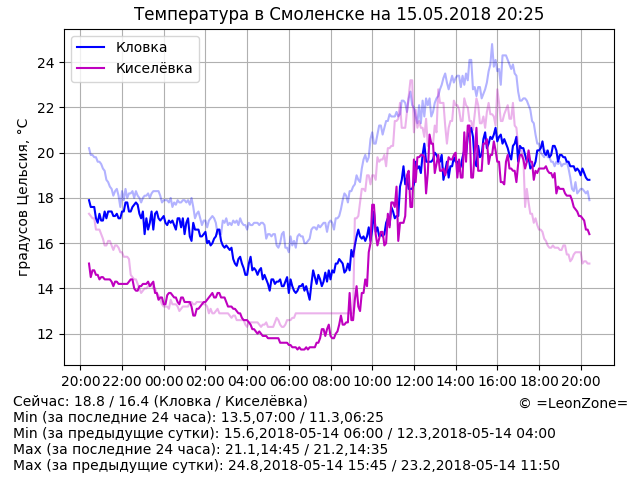 Температура в Смоленске на 15.05.2018 20:25
Кловка
Киселёвка
градусов Цельсия, °C
24
22
20
18
16
14
12
20:00 22:00 00:00 02:00 04:00 06:00 08:00 10:00 12:00 14:00 16:00 18:00 20:00
Сейчас: 18.8 / 16.4 (Кловка / Киселёвка)
© =LeonZone=
Min (за последние 24 часа): 13.5,07:00 / 11.3,06:25
Min (за предыдущие сутки): 15.6,2018-05-14 06:00 / 12.3,2018-05-14 04:00
Max (за последние 24 часа): 21.1,14:45 / 21.2,14:35
Max (за предыдущие сутки): 24.8,2018-05-14 15:45 / 23.2,2018-05-14 11:50